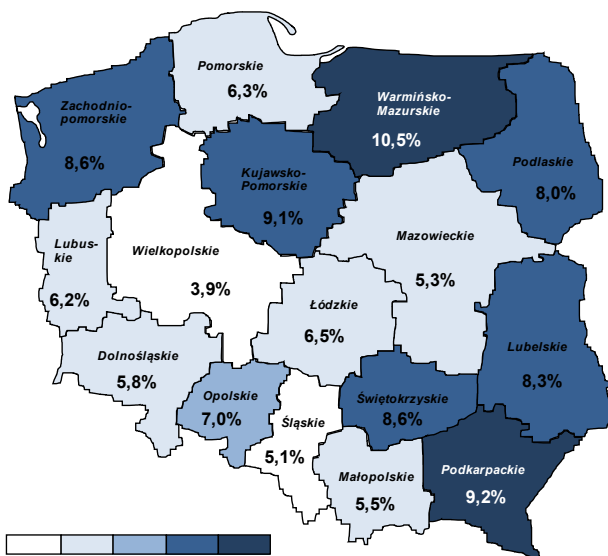 Pomorskie
6,3%
Zachodnio-
pomorskie
8,6%
Warmińsko-
Mazurskie
10,5%
Podlaskie
8,0%
Kujawsko-
Pomorskie
9,1%
Lubus-
kie
6,2%
Wielkopolskie
3,9%
Mazowieckie
5,3%
Łódzkie
6,5%
Dolnośląskie
5,8%
Opolskie
7,0%
Śląskie
5,1%
Świętokrzyskie
8,6%
Lubelskie
8,3%
Małopolskie
5,5%
Podkarpackie
9,2%